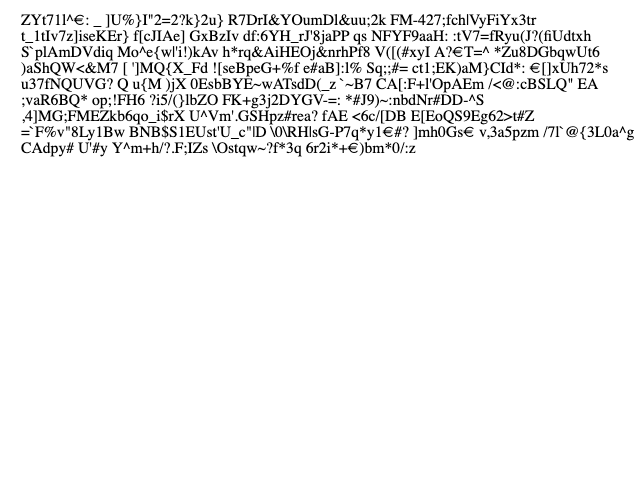 ZYt71l^€: _ ]U%}I"2=2?k}2u} R7DrI&YOumDl&uu;2k FM-427;fch|VyFiYx3tr
t_1tIv7z]iseKEr} f[cJIAe] GxBzIv df:6YH_rJ'8jaPP qs NFYF9aaH: :tV7=fRyu(J?(fiUdtxh
S`plAmDVdiq Mo^e{w|'i!)kAv h*rq&AiHEOj&nrhPf8 V([(#xyI A?€T=^ *Zu8DGbqwUt6
)aShQW<&M7 [ ']MQ{X_Fd ![seBpeG+%f e#aB]:l% Sq;;#= ct1;EK)aM}CId*: €[]xUh72*s
u37fNQUVG? Q u{M )jX 0EsbBYE~wATsdD(_z`~B7 CA[:F+l'OpAEm /<@:cBSLQ" EA
;vaR6BQ* op;!FH6 ?i5/(}lbZO FK+g3j2DYGV-=: *#J9)~:nbdNr#DD-^S
,4]MG;FMEZkb6qo_i$rX U^Vm'.GSHpz#rea? fAE <6c/[DB E[EoQS9Eg62>t#Z
=`F%v"8Ly1Bw BNB$S1EUst'U_c"|D \0\RH|sG-P7q*y1€#? ]mh0Gs€ v,3a5pzm /7l`@{3L0a^g
CAdpy# U'#y Y^m+h/?.F;IZs \Ostqw~?f*3q 6r2i*+€)bm*0/:z